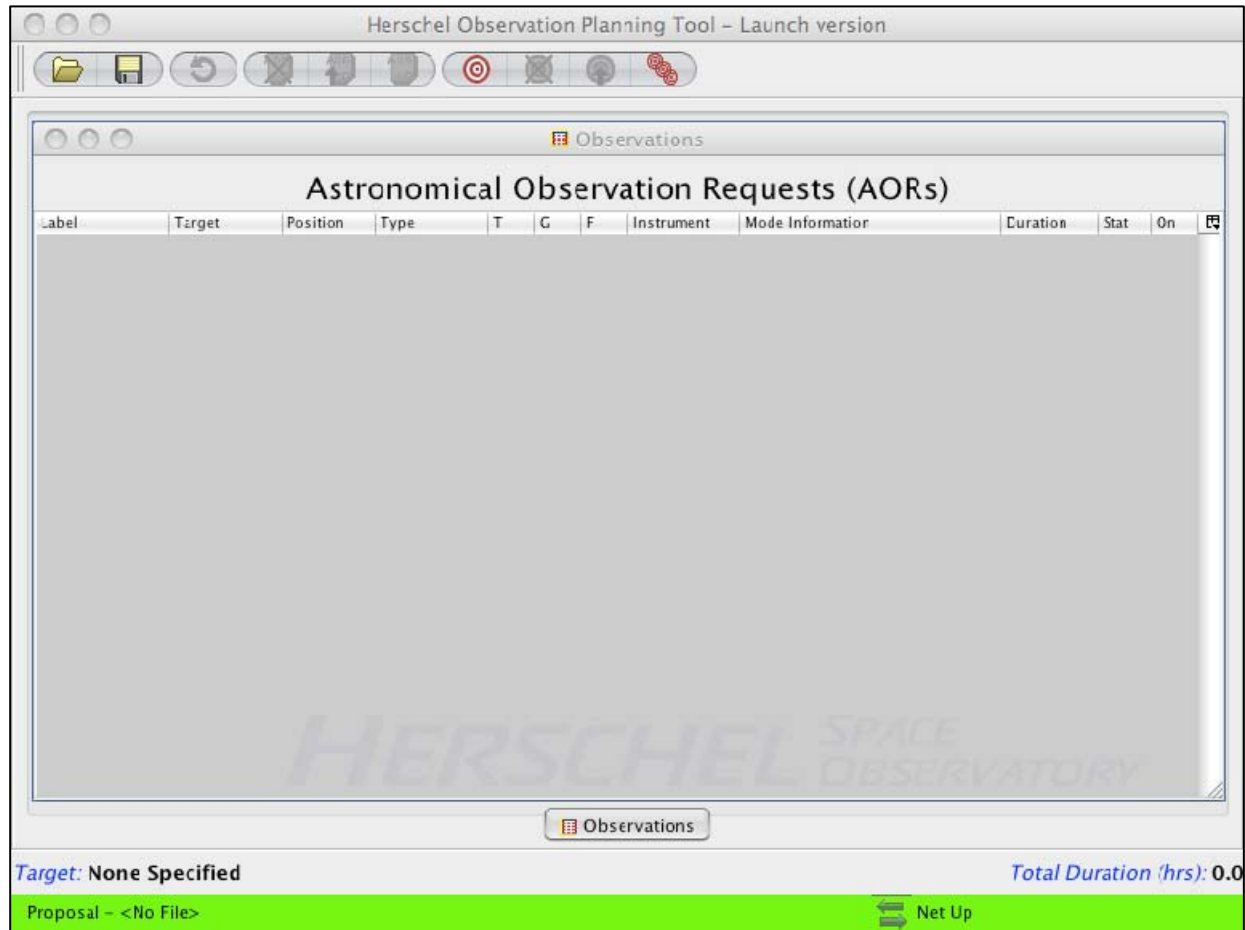 Herschel Observation Planning Tool – Launch version
Observations
Astronomical Observation Requests (AORs)
Label Target Position Type T G F Instrument Mode Information Duration Stat On
HERSCHEL SPACE OBSERVATORY
Observations
Target: None Specified Total Duration (hrs): 0.0
Proposal – <No File> Net Up